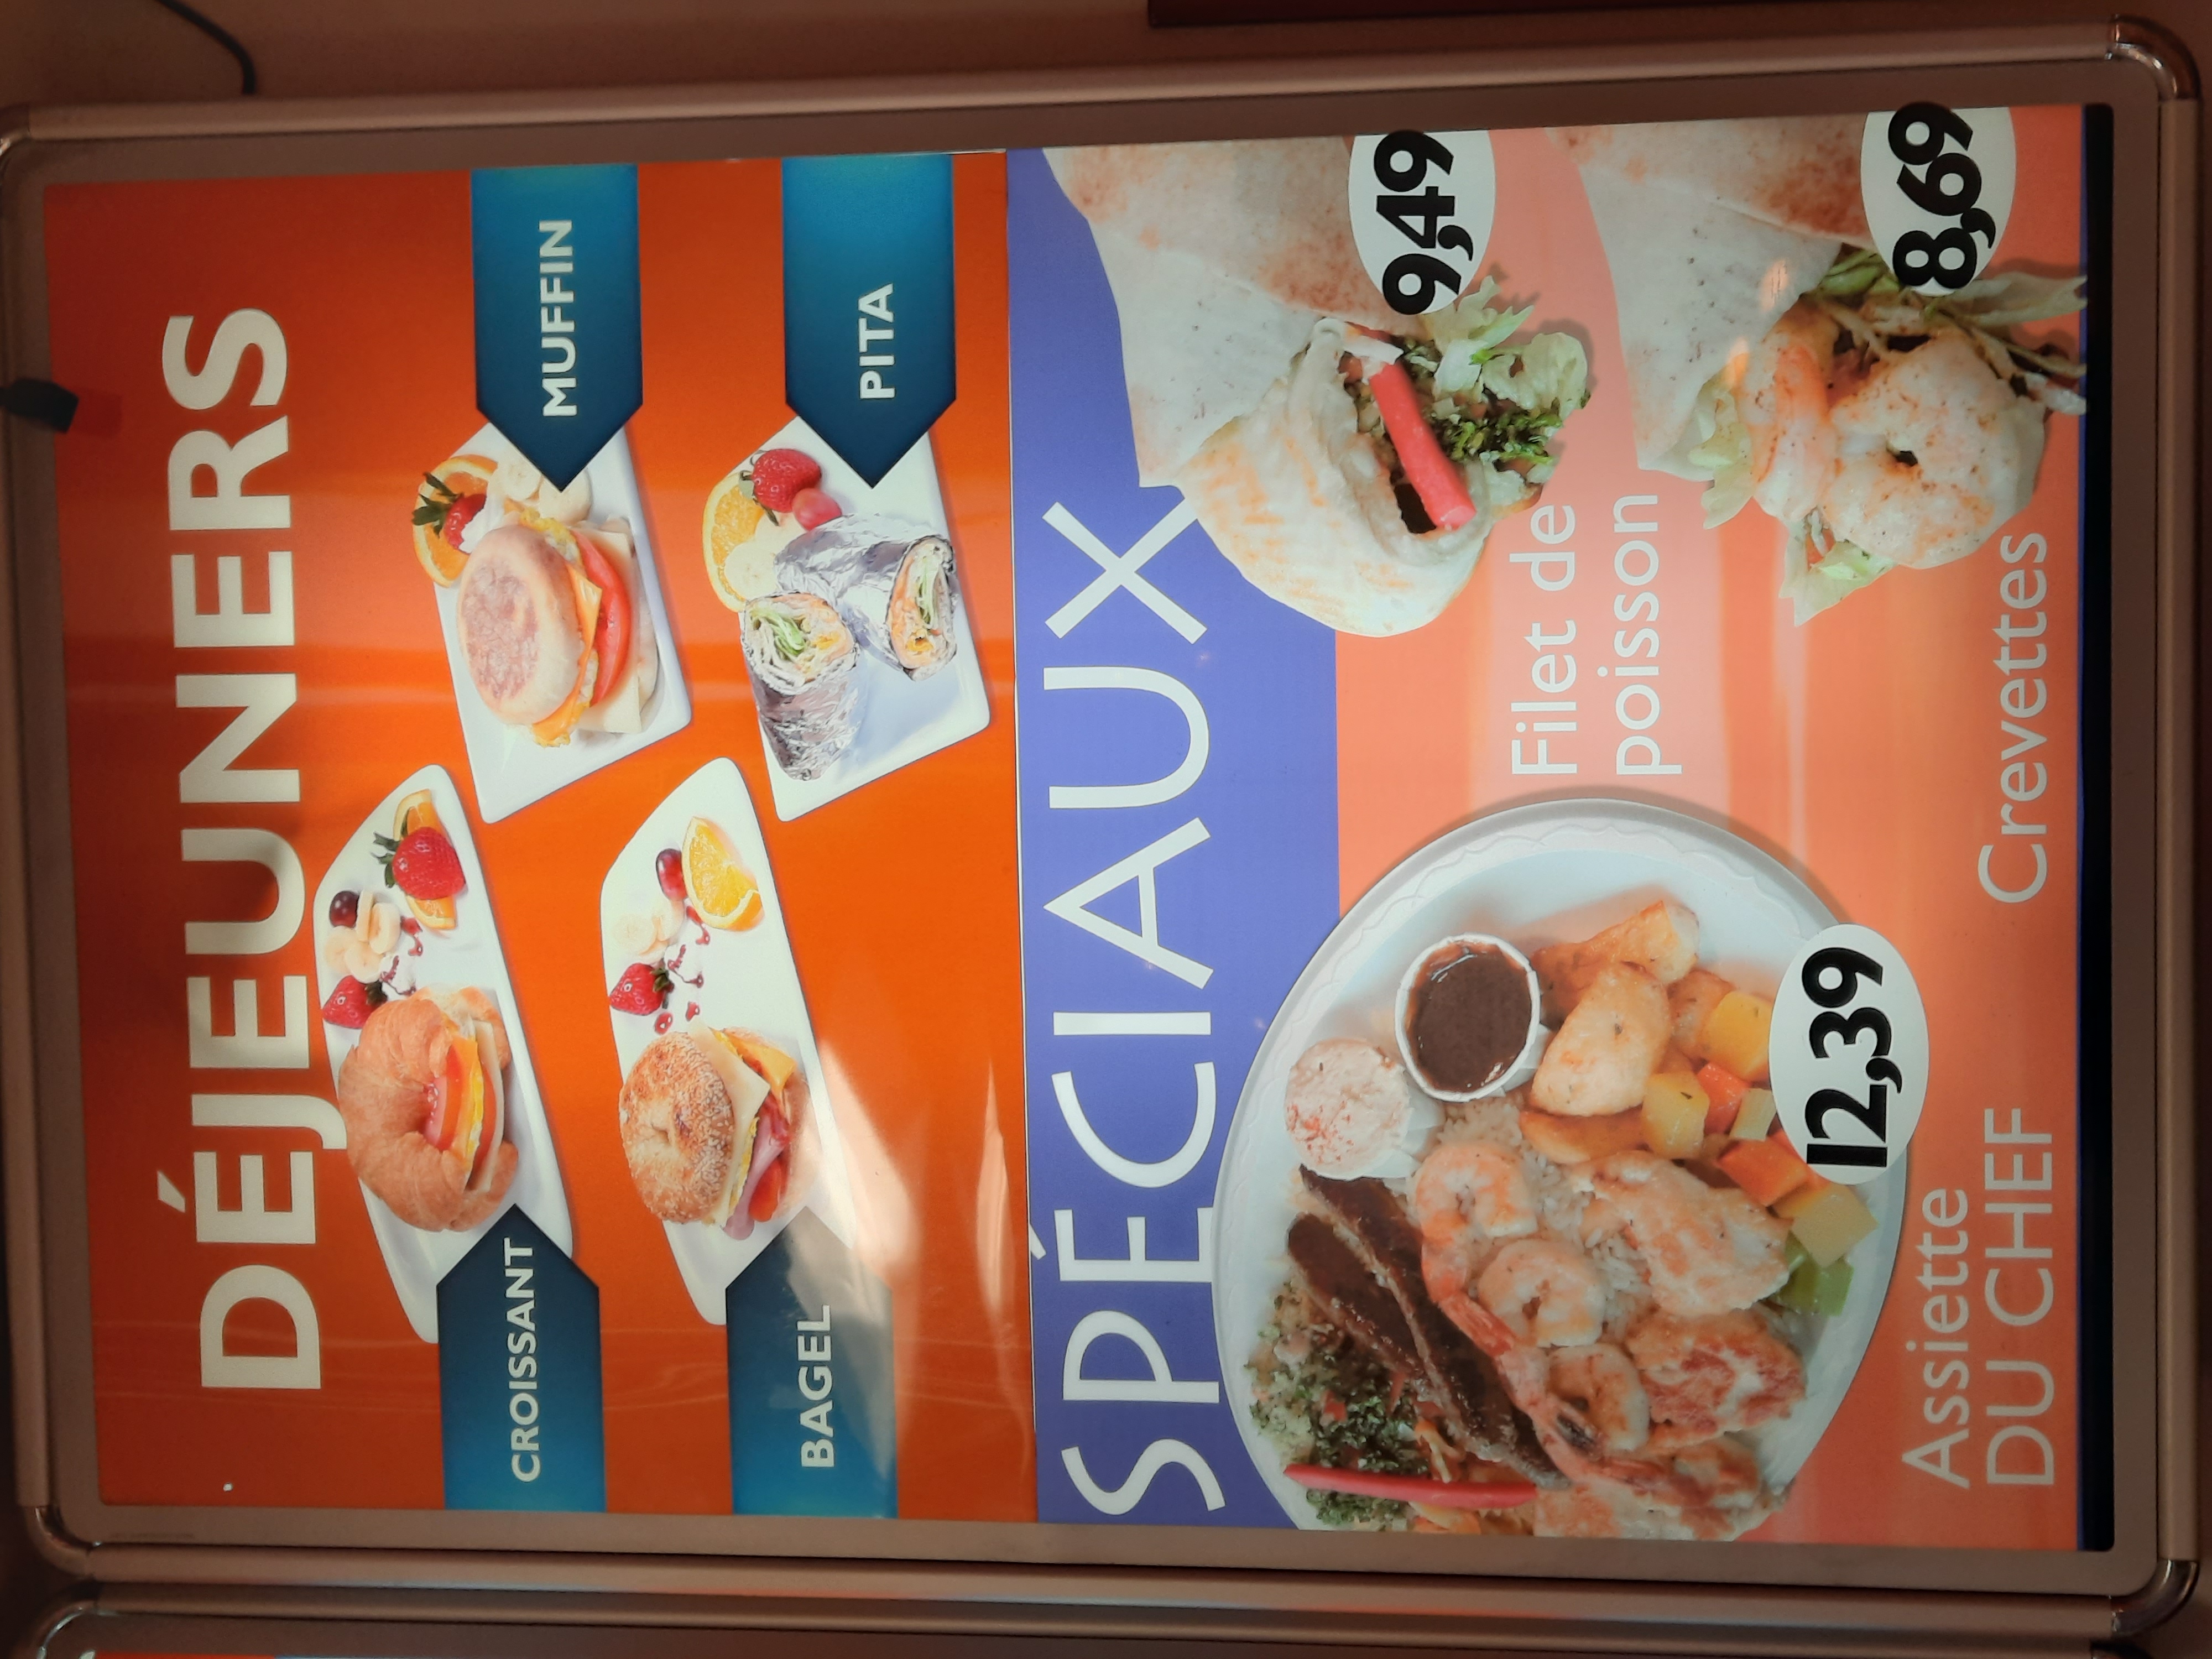 DÉJEUNERS
CROISSANT
MUFFIN
BAGEL
PITA
SPÉCIAUX
9,49
Filet de
poisson
12,39
Assiette
DU CHEF
8,69
Crevettes